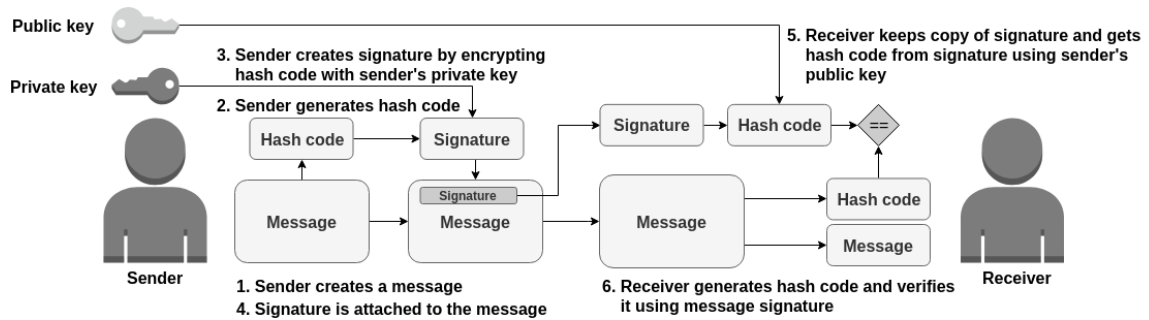 Public key
Private key
3. Sender creates signature by encrypting
hash code with sender's private key
2. Sender generates hash code
5. Receiver keeps copy of signature and gets
hash code from signature using sender's
public key
Hash code
Signature
Signature
Hash code
==
Message
Signature
Message
Message
Hash code
Message
Sender
Receiver
1. Sender creates a message
4. Signature is attached to the message
6. Receiver generates hash code and verifies
it using message signature